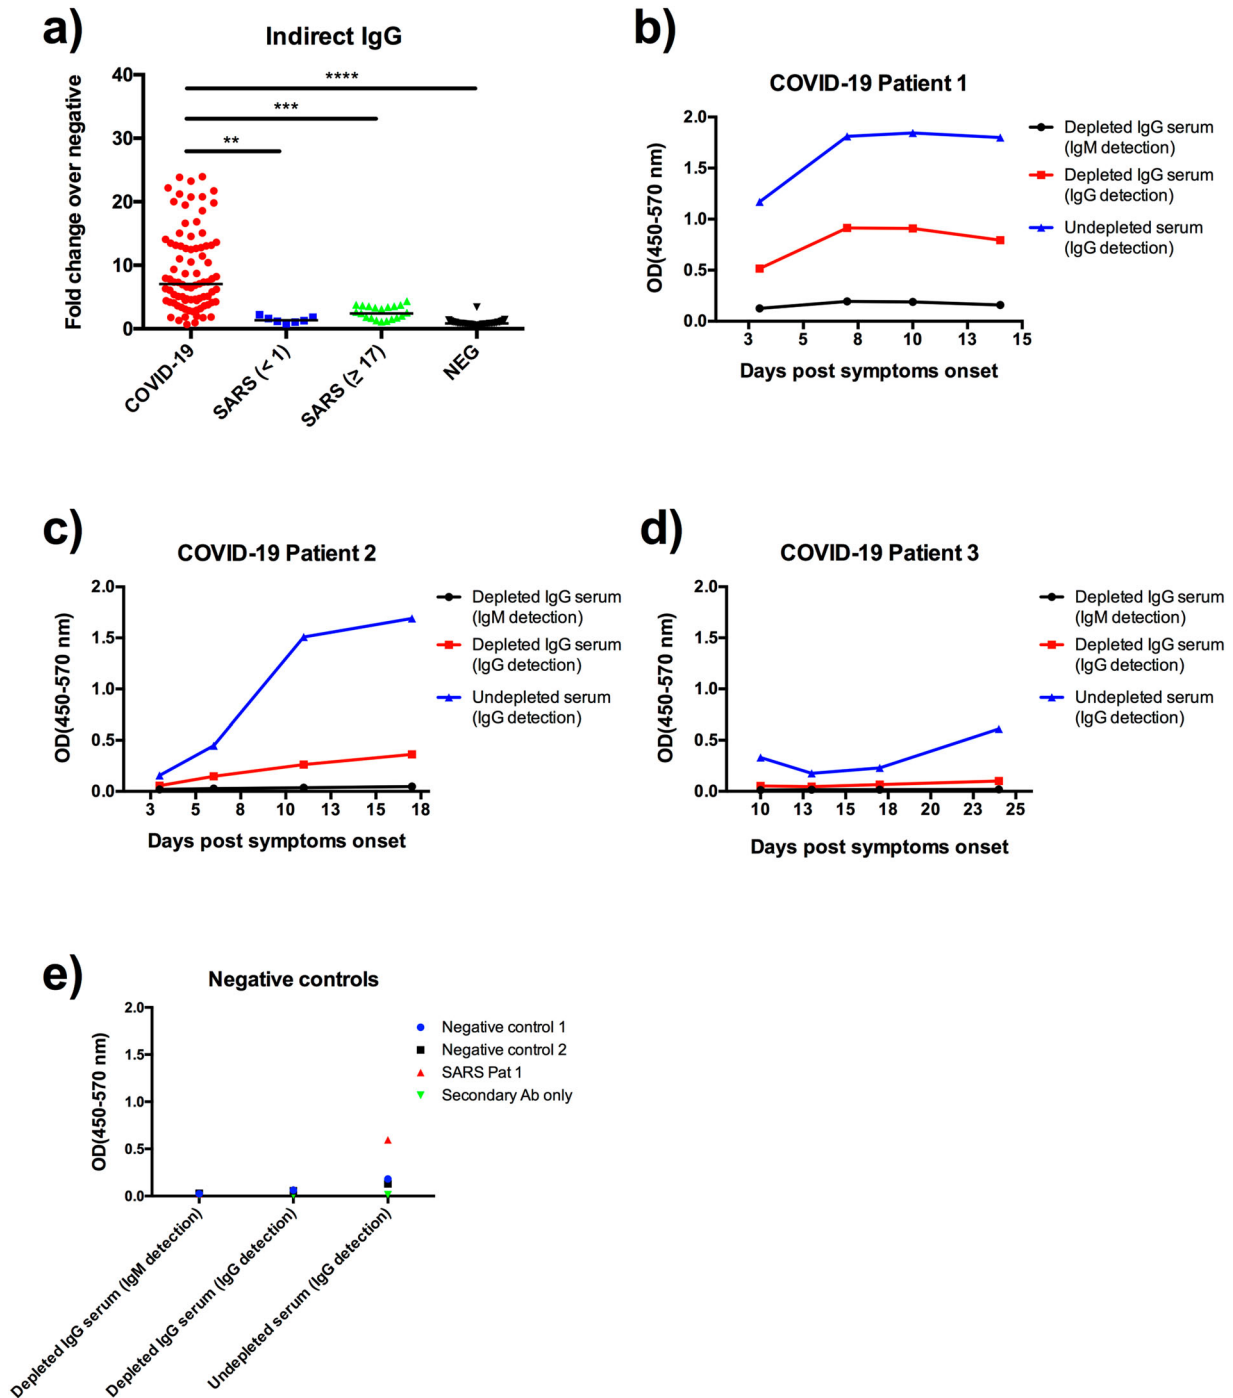 a)
Indirect IgG
Fold change over negative
40
30
20
10
0
****
***
**
COVID-19
SARS (< 1)
SARS (≥ 17)
NEG
b)
COVID-19 Patient 1
OD(450-570 nm)
2.0
1.5
1.0
0.5
0.0
3 5 8 10 13 15
Days post symptoms onset
Depleted IgG serum
(IgM detection)
Depleted IgG serum
(IgG detection)
Undepleted serum
(IgG detection)
c)
COVID-19 Patient 2
OD(450-570 nm)
2.0
1.5
1.0
0.5
0.0
3 5 8 10 13 15 18
Days post symptoms onset
Depleted IgG serum
(IgM detection)
Depleted IgG serum
(IgG detection)
Undepleted serum
(IgG detection)
d)
COVID-19 Patient 3
OD(450-570 nm)
2.0
1.5
1.0
0.5
0.0
10 13 15 18 20 23 25
Days post symptoms onset
Depleted IgG serum
(IgM detection)
Depleted IgG serum
(IgG detection)
Undepleted serum
(IgG detection)
e)
Negative controls
OD(450-570 nm)
2.0
1.5
1.0
0.5
0.0
Negative control 1
Negative control 2
SARS Pat 1
Secondary Ab only
Depleted IgG serum (IgM detection)
Depleted IgG serum (IgG detection)
Undepleted serum (IgG detection)